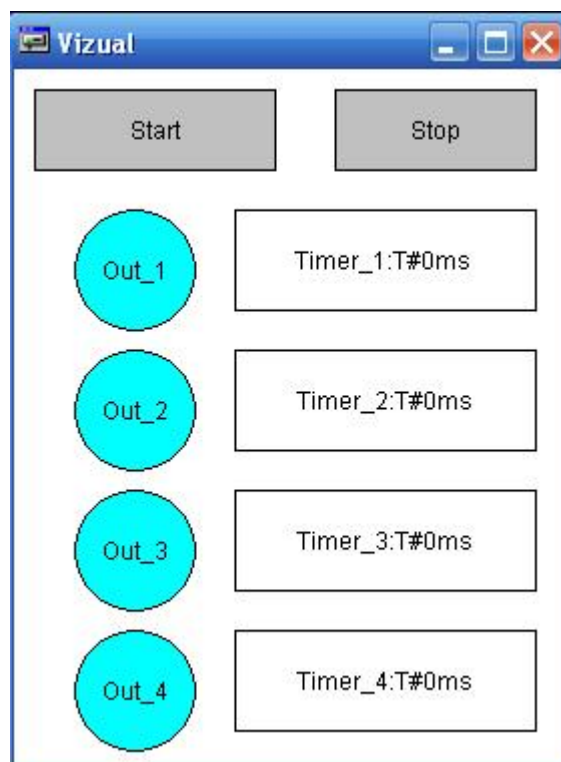 Vizual
Start Stop
Out_1 Timer_1:T#0ms
Out_2 Timer_2:T#0ms
Out_3 Timer_3:T#0ms
Out_4 Timer_4:T#0ms